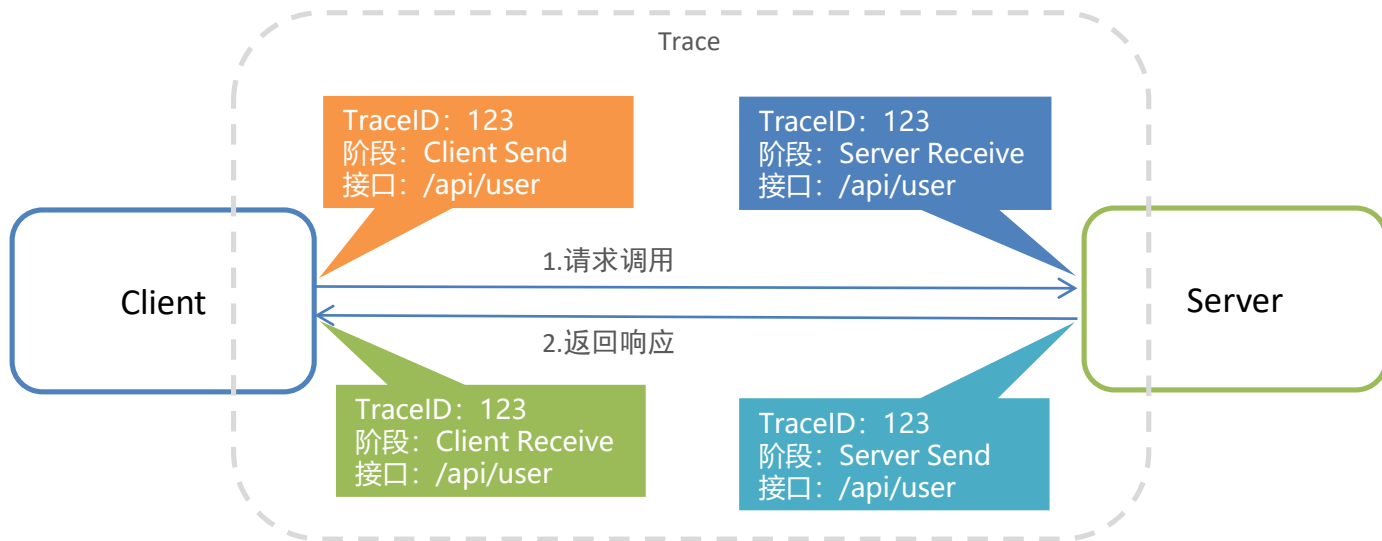 Trace
TraceID：123
阶段：Client Send
接口：/api/user
TraceID：123
阶段：Server Receive
接口：/api/user
Client
1.请求调用
2.返回响应
Server
TraceID：123
阶段：Client Receive
接口：/api/user
TraceID：123
阶段：Server Send
接口：/api/user